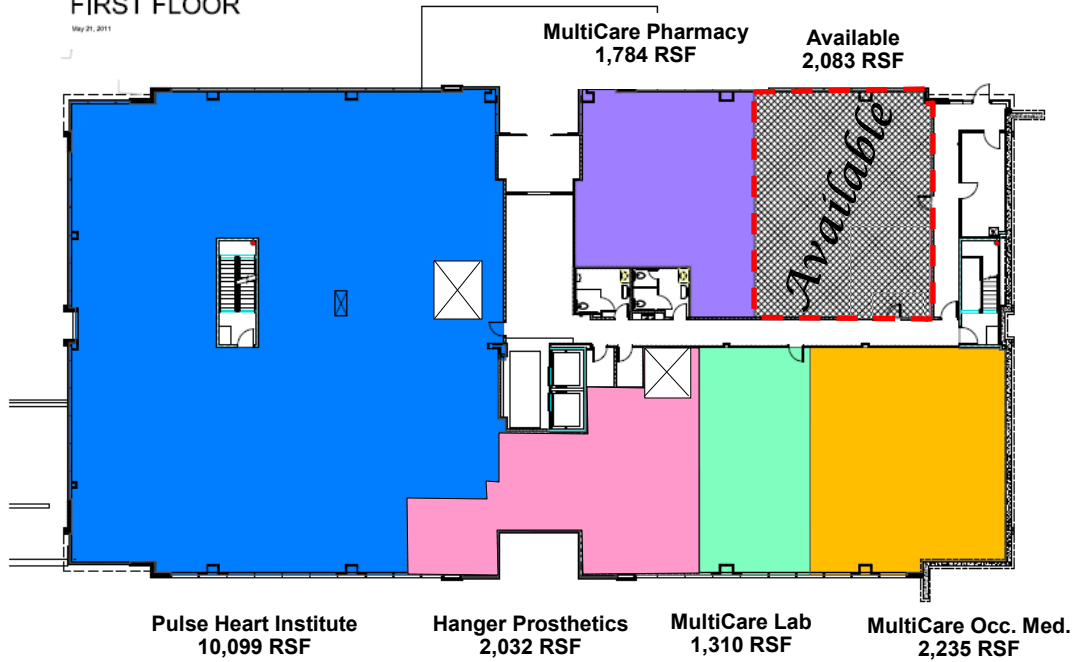 FIRST FLOOR
May 21, 2011
MultiCare Pharmacy
1,784 RSF
Available
2,083 RSF
Available
Pulse Heart Institute
10,099 RSF
Hanger Prosthetics
2,032 RSF
MultiCare Lab
1,310 RSF
MultiCare Occ. Med.
2,235 RSF